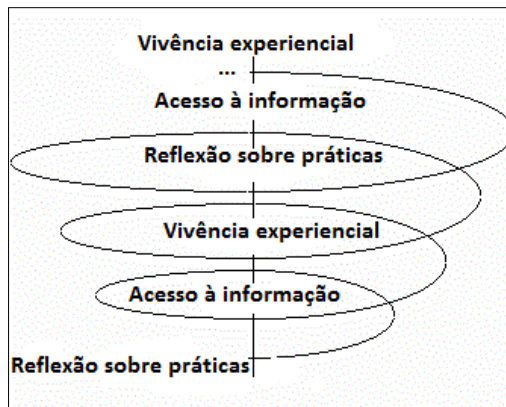 Vivência experiencial
...
Acesso à informação
Reflexão sobre práticas
Vivência experiencial
Acesso à informação
Reflexão sobre práticas